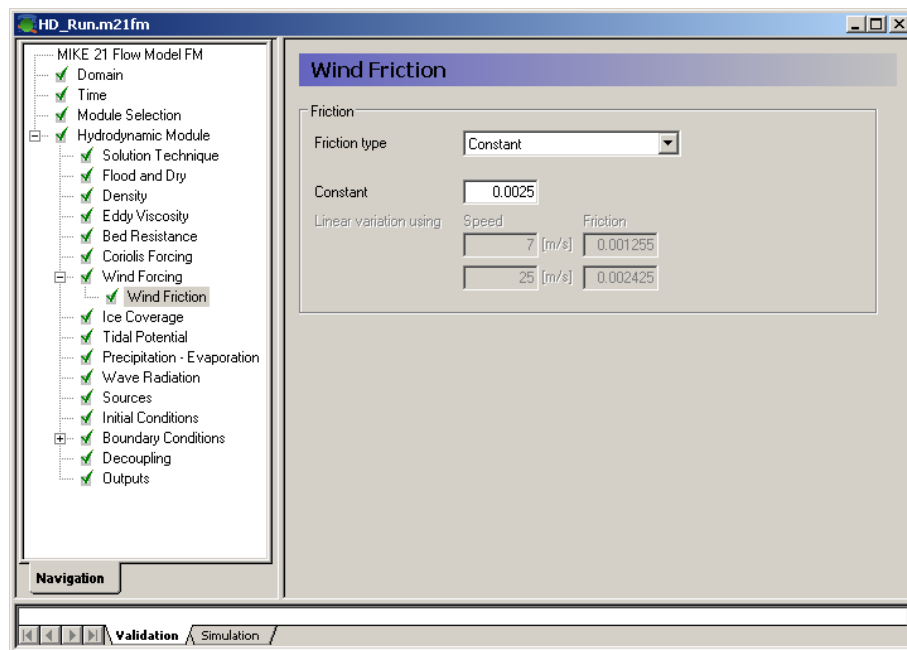 HD_Run.m21fm
MIKE 21 Flow Model FM
Domain
Time
Module Selection
Hydrodynamic Module
Solution Technique
Flood and Dry
Density
Eddy Viscosity
Bed Resistance
Coriolis Forcing
Wind Forcing
Wind Friction
Ice Coverage
Tidal Potential
Precipitation - Evaporation
Wave Radiation
Sources
Initial Conditions
Boundary Conditions
Decoupling
Outputs
Navigation
Wind Friction
Friction
Friction type Constant
Constant 0.0025
Linear variation using Speed Friction
7 [m/s] 0.001255
25 [m/s] 0.002425
Validation Simulation